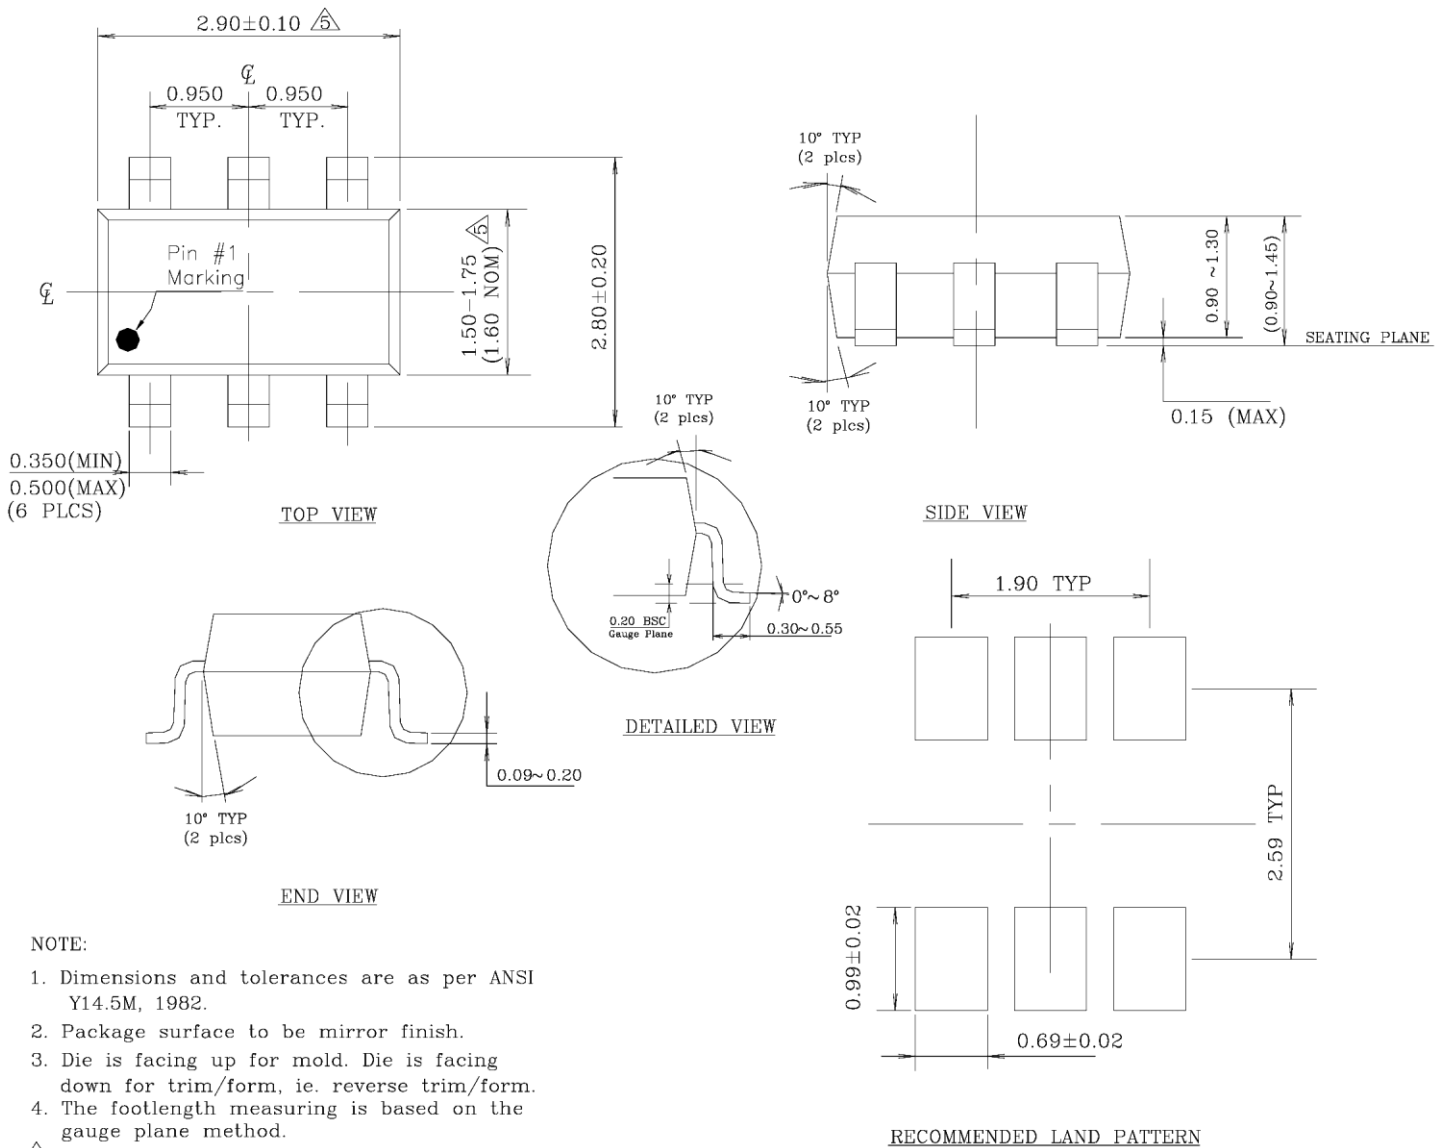 2.90±0.10 5
℄
0.950 0.950
TYP. TYP.
Pin #1
Marking
℄
1.50-1.75 5
(1.60 NOM)
2.80±0.20
0.350(MIN)
0.500(MAX)
(6 PLCS)
TOP VIEW
10° TYP
(2 plcs)
0.90 ~1.30
(0.90~1.45)
SEATING PLANE
0.15 (MAX)
10° TYP
(2 plcs)
SIDE VIEW
10° TYP
(2 plcs)
0°~8°
0.20 BSC
Gauge Plane
0.30~0.55
DETAILED VIEW
0.09~0.20
10° TYP
(2 plcs)
END VIEW
1.90 TYP
2.59 TYP
0.99±0.02
0.69±0.02
RECOMMENDED LAND PATTERN
NOTE:
1. Dimensions and tolerances are as per ANSI
Y14.5M, 1982.
2. Package surface to be mirror finish.
3. Die is facing up for mold. Die is facing
down for trim/form, ie. reverse trim/form.
4. The footlength measuring is based on the
gauge plane method.